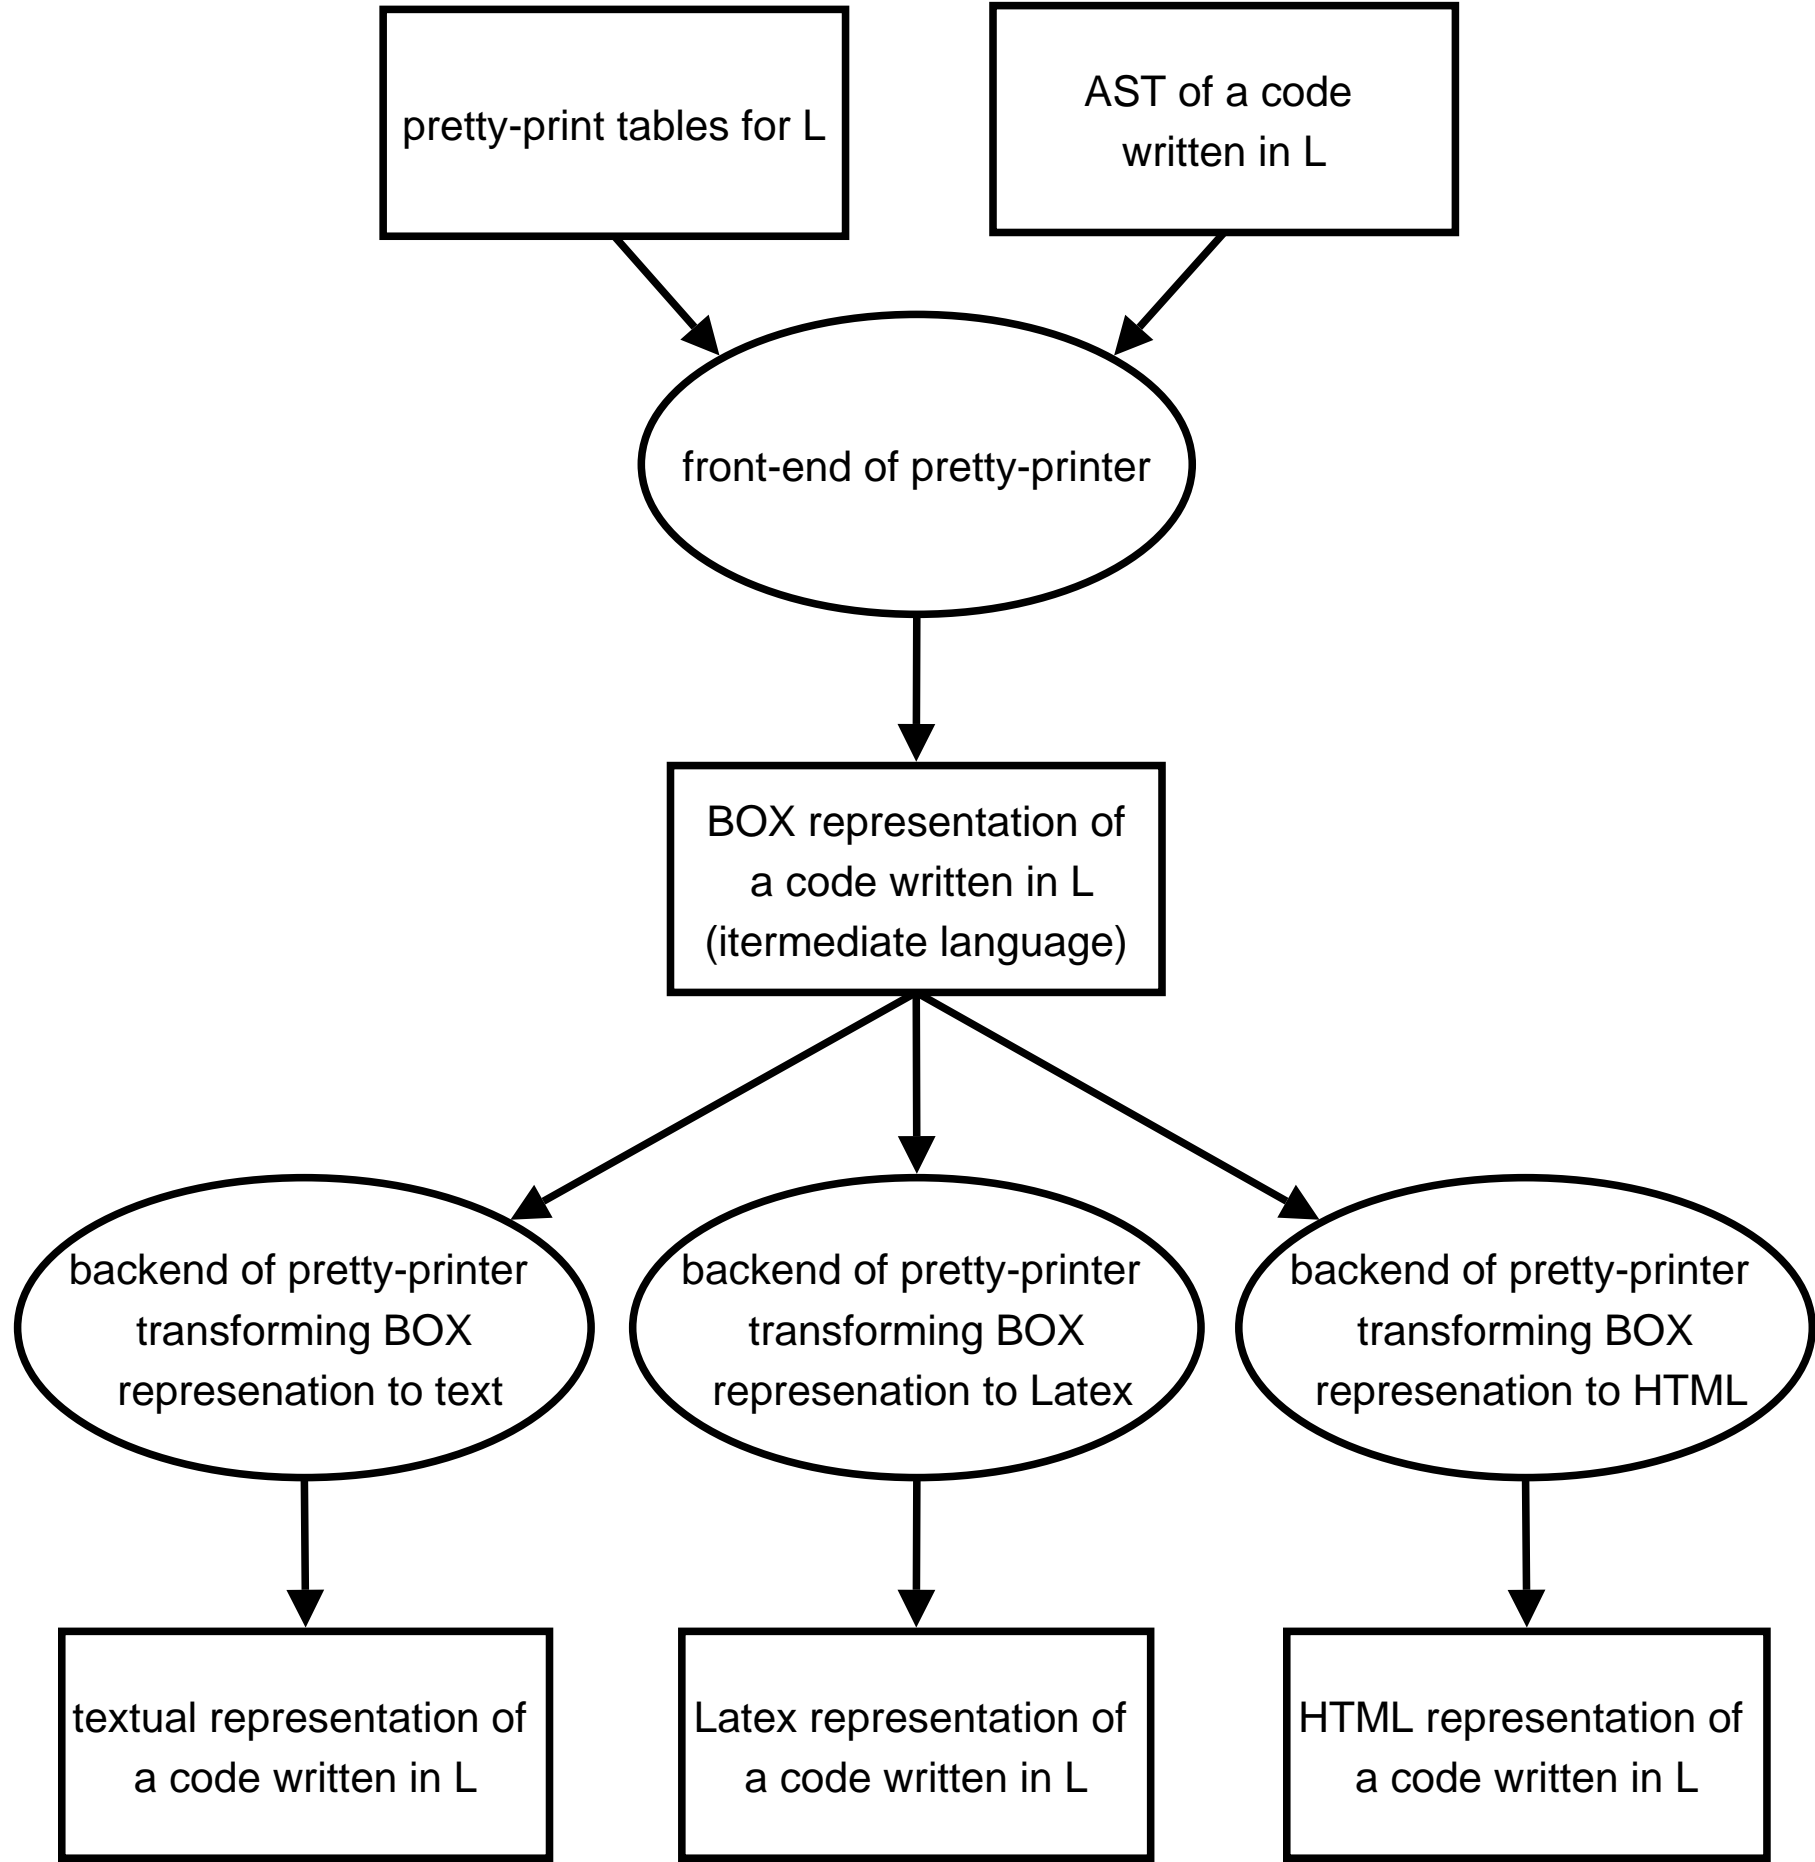 pretty-print tables for L
AST of a code
written in L
front-end of pretty-printer
BOX representation of
a code written in L
(itermediate language)
backend of pretty-printer
transforming BOX
represenation to text
backend of pretty-printer
transforming BOX
represenation to Latex
backend of pretty-printer
transforming BOX
represenation to HTML
textual representation of
a code written in L
Latex representation of
a code written in L
HTML representation of
a code written in L